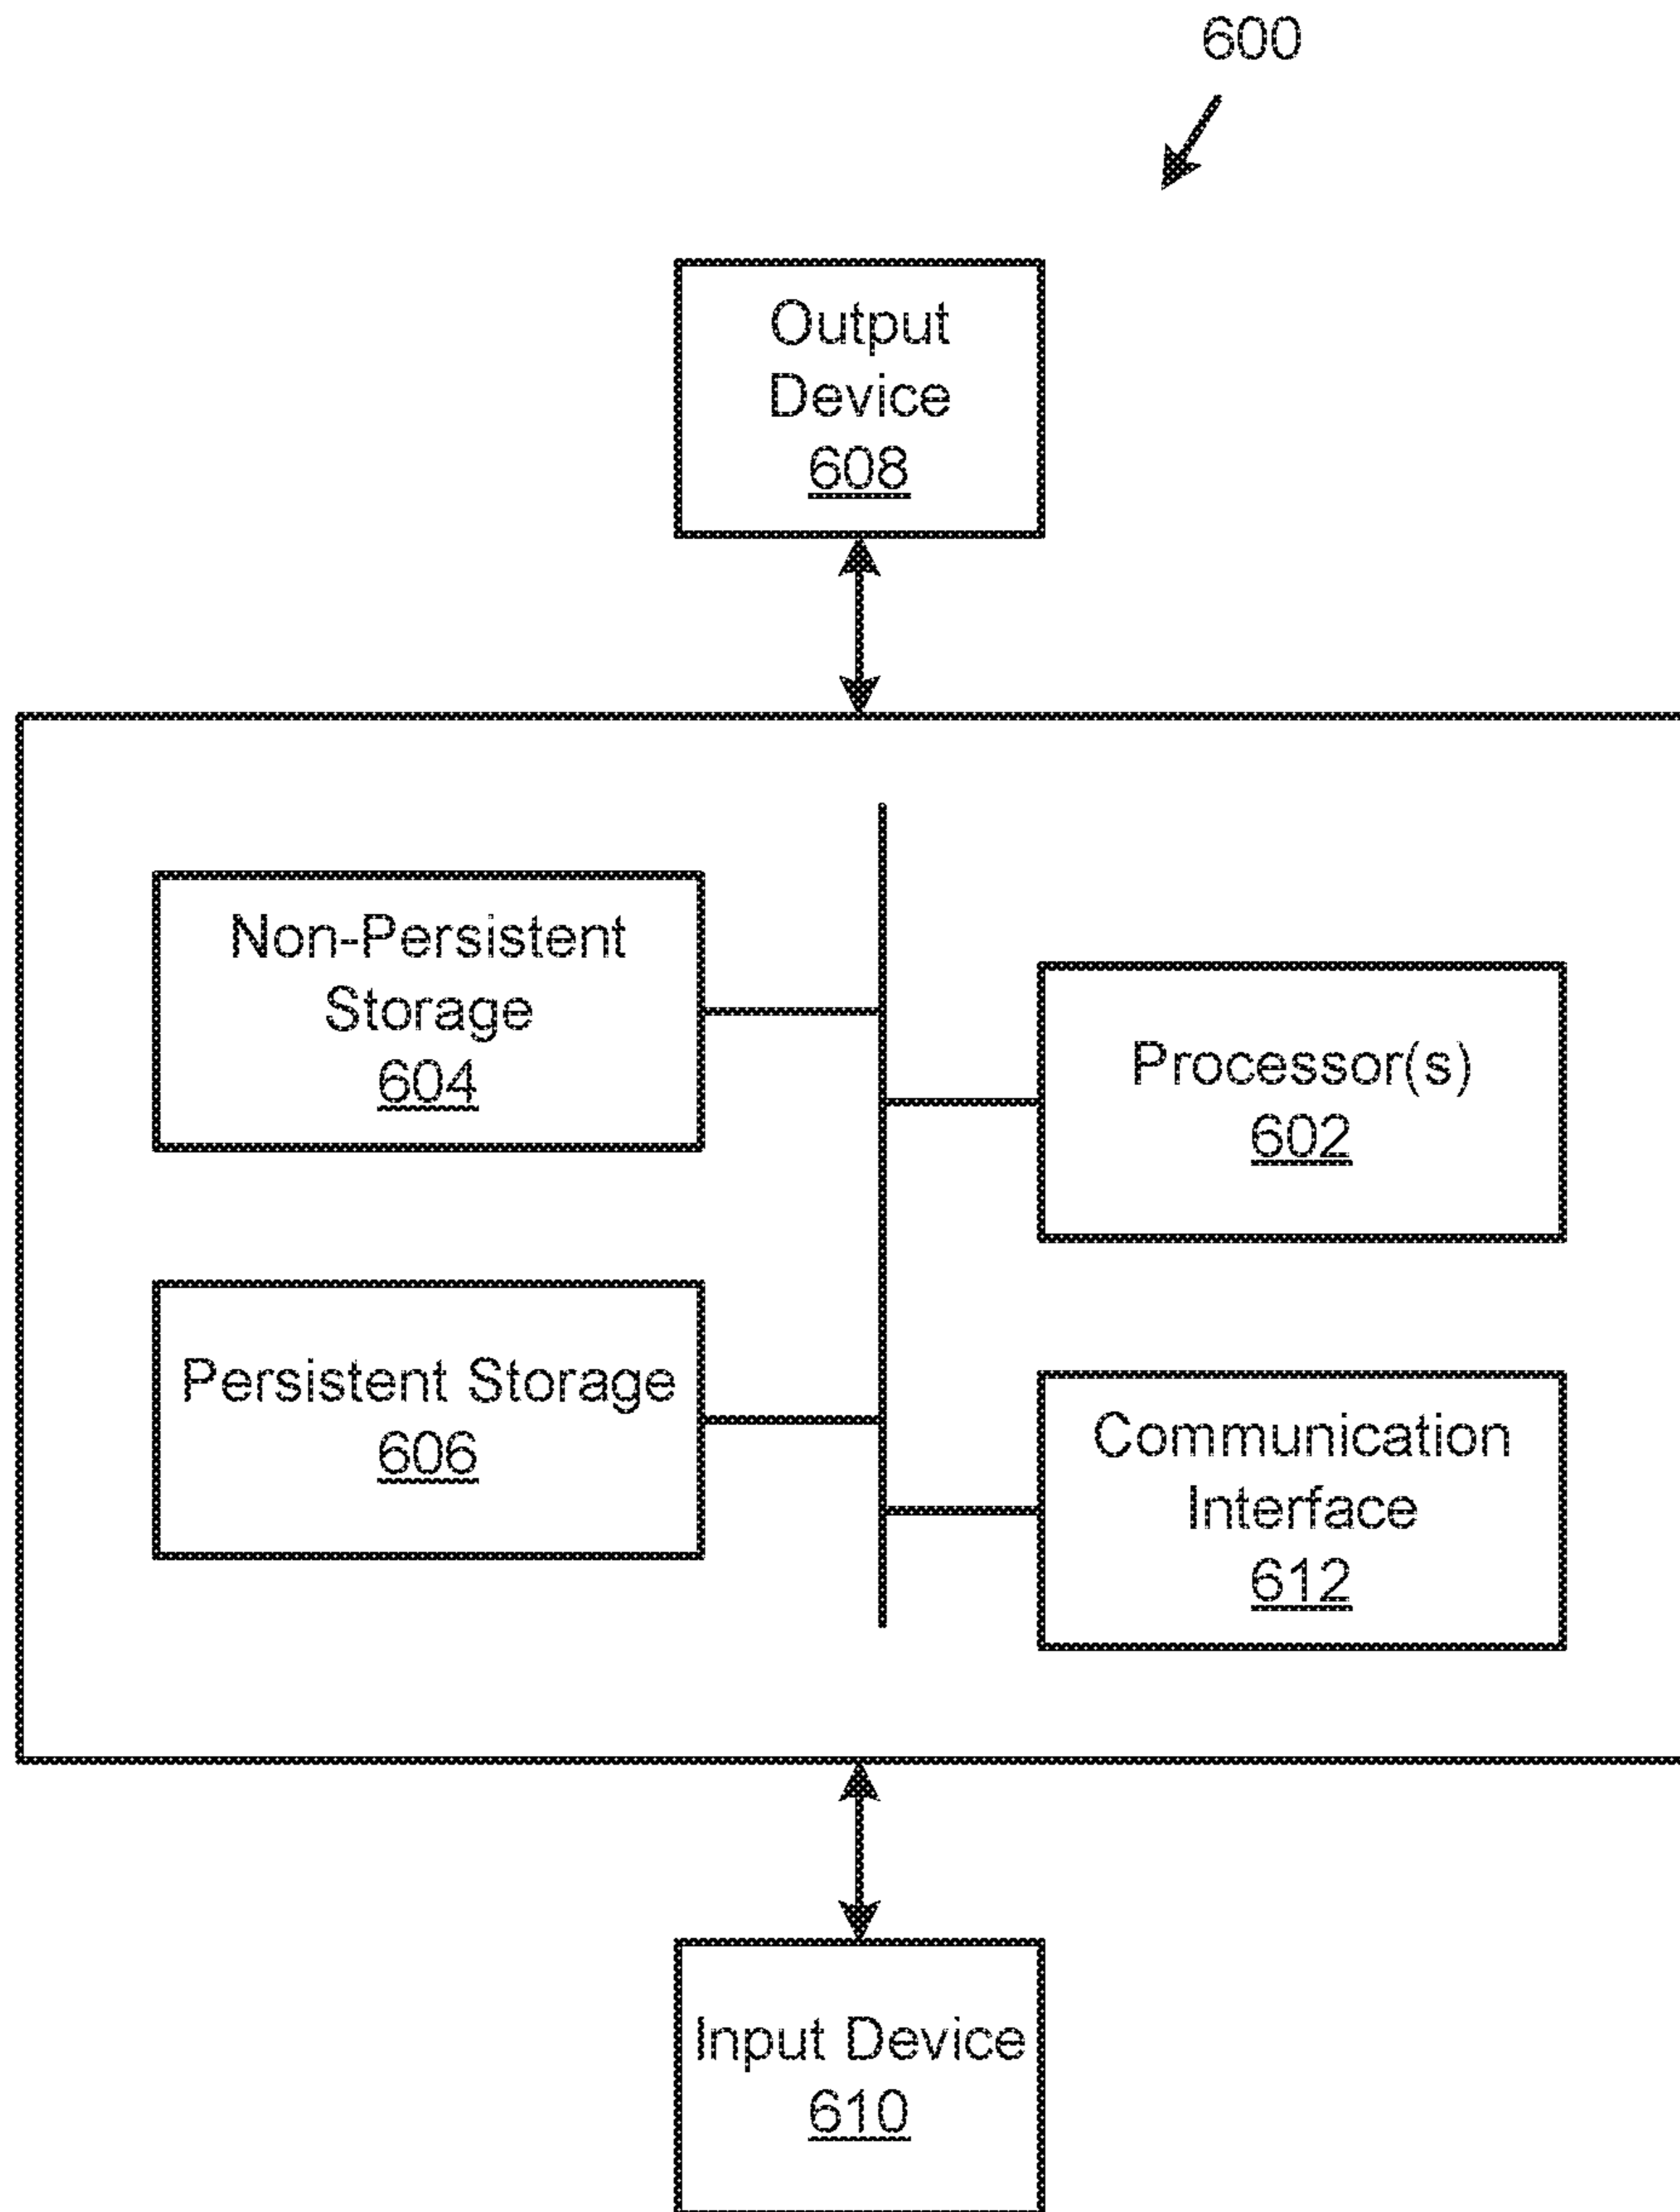 600
Output
Device
608
Non-Persistent
Storage
604
Processor(s)
602
Persistent Storage
606
Communication
Interface
612
Input Device
610